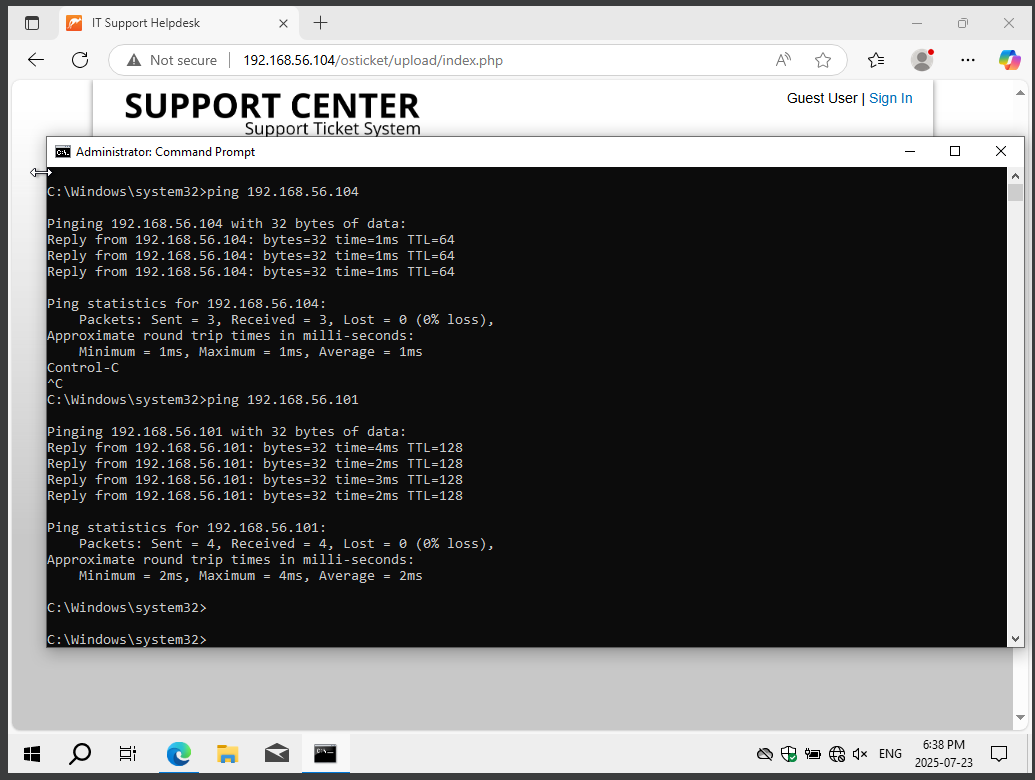 IT Support Helpdesk
Not secure
192.168.56.104/osticket/upload/index.php
SUPPORT CENTER
Support Ticket System
Guest User | Sign In
Administrator: Command Prompt
C:\Windows\system32>ping 192.168.56.104
Pinging 192.168.56.104 with 32 bytes of data:
Reply from 192.168.56.104: bytes=32 time=1ms TTL=64
Reply from 192.168.56.104: bytes=32 time=1ms TTL=64
Reply from 192.168.56.104: bytes=32 time=1ms TTL=64
Ping statistics for 192.168.56.104:
Packets: Sent = 3, Received = 3, Lost = 0 (0% loss),
Approximate round trip times in milli-seconds:
Minimum = 1ms, Maximum = 1ms, Average = 1ms
Control-C
^C
C:\Windows\system32>ping 192.168.56.101
Pinging 192.168.56.101 with 32 bytes of data:
Reply from 192.168.56.101: bytes=32 time=4ms TTL=128
Reply from 192.168.56.101: bytes=32 time=2ms TTL=128
Reply from 192.168.56.101: bytes=32 time=3ms TTL=128
Reply from 192.168.56.101: bytes=32 time=2ms TTL=128
Ping statistics for 192.168.56.101:
Packets: Sent = 4, Received = 4, Lost = 0 (0% loss),
Approximate round trip times in milli-seconds:
Minimum = 2ms, Maximum = 4ms, Average = 2ms
C:\Windows\system32>
C:\Windows\system32>
ENG
6:38 PM
2025-07-23